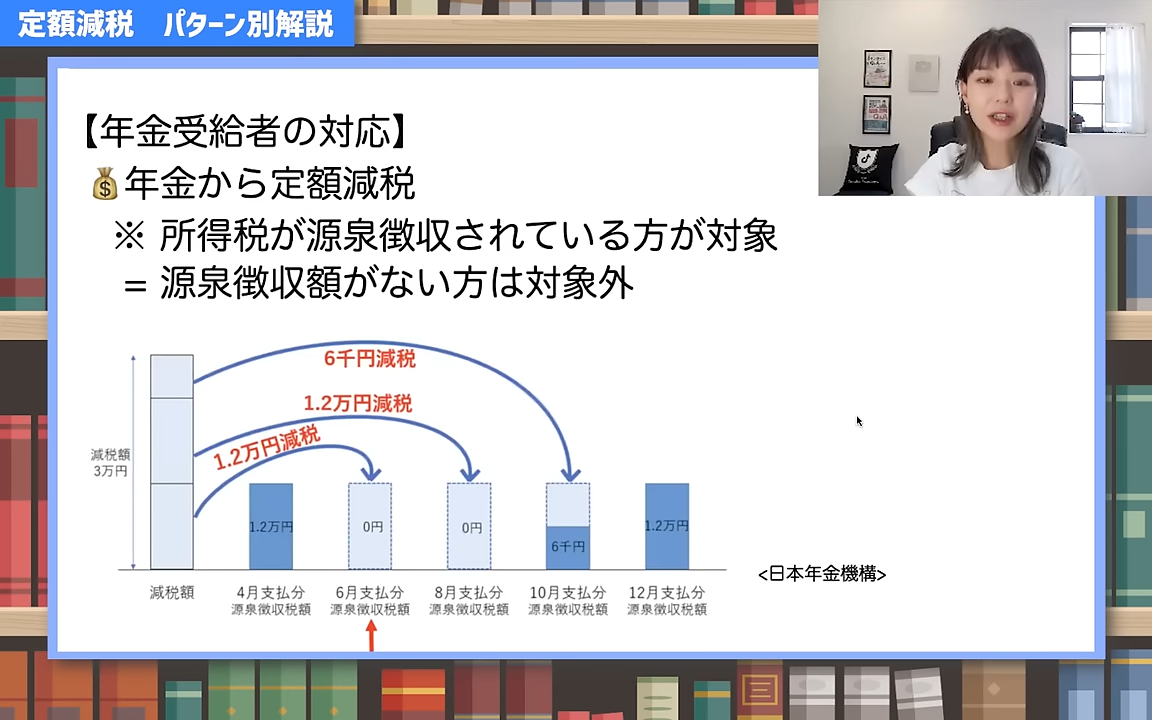 定額減税　パターン別解説
【年金受給者の対応】
年金から定額減税
※ 所得税が源泉徴収されている方が対象
= 源泉徴収額がない方は対象外
6千円減税
1.2万円減税
1.2万円減税
減税額
3万円
1.2万円
0円
0円
6千円
1.2万円
減税額
4月支払分
源泉徴収税額
6月支払分
源泉徴収税額
8月支払分
源泉徴収税額
10月支払分
源泉徴収税額
12月支払分
源泉徴収税額
<日本年金機構>
Q&A